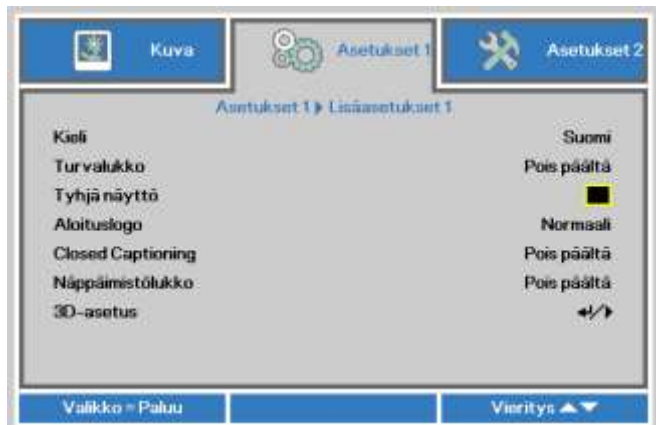 Kuva Asetukset 1 Asetukset 2
Asetukset 1 Lisäasetukset 1
Kieli Suomi
Turvalukko Pois päältä
Tyhjä näyttö
Aloituslogo Normaali
Closed Captioning Pois päältä
Näppäimistölukko Pois päältä
3D-asetus
Valikko = Paluu Vieritys